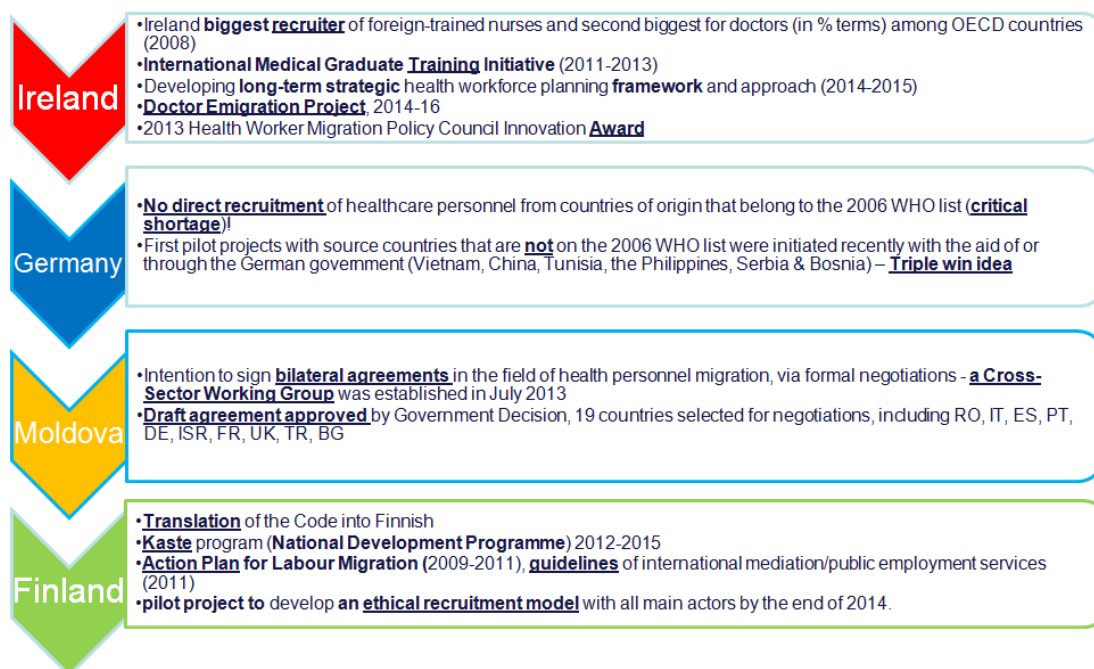 Ireland
•Ireland biggest recruiter of foreign-trained nurses and second biggest for doctors (in % terms) among OECD countries
(2008)
•International Medical Graduate Training Initiative (2011-2013)
•Developing long-term strategic health workforce planning framework and approach (2014-2015)
•Doctor Emigration Project, 2014-16
•2013 Health Worker Migration Policy Council Innovation Award
Germany
•No direct recruitment of healthcare personnel from countries of origin that belong to the 2006 WHO list (critical
shortage)!
•First pilot projects with source countries that are not on the 2006 WHO list were initiated recently with the aid of or
through the German government (Vietnam, China, Tunisia, the Philippines, Serbia & Bosnia) – Triple win idea
Moldova
•Intention to sign bilateral agreements in the field of health personnel migration, via formal negotiations - a Cross-
Sector Working Group was established in July 2013
•Draft agreement approved by Government Decision, 19 countries selected for negotiations, including RO, IT, ES, PT,
DE, ISR, FR, UK, TR, BG
Finland
•Translation of the Code into Finnish
•Kaste program (National Development Programme) 2012-2015
•Action Plan for Labour Migration (2009-2011), guidelines of international mediation/public employment services
(2011)
•pilot project to develop an ethical recruitment model with all main actors by the end of 2014.